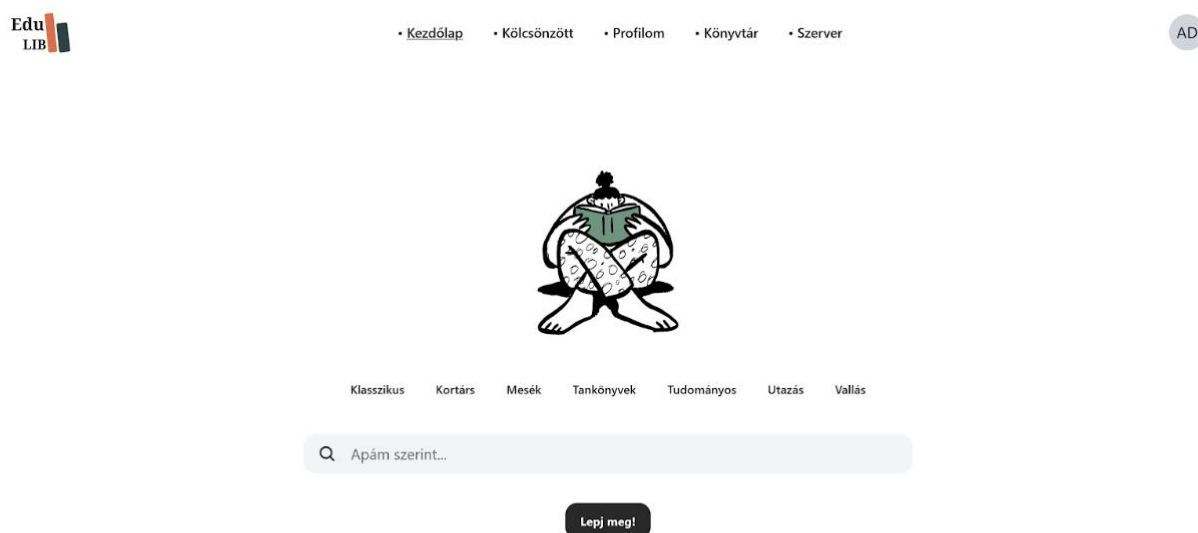 Edu
LIB
• Kezdőlap • Kölcsönzött • Profilom • Könyvtár • Szerver
AD
Klasszikus Kortárs Mesék Tankönyvek Tudományos Utazás Vallás
Apám szerint...
Lepj meg!